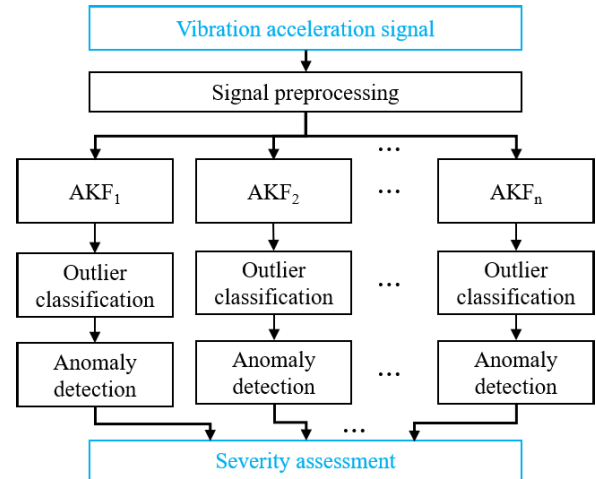 Vibration acceleration signal
Signal preprocessing
...
AKF1 AKF2 ... AKFn
Outlier classification Outlier classification ... Outlier classification
Anomaly detection Anomaly detection ... Anomaly detection
...
Severity assessment